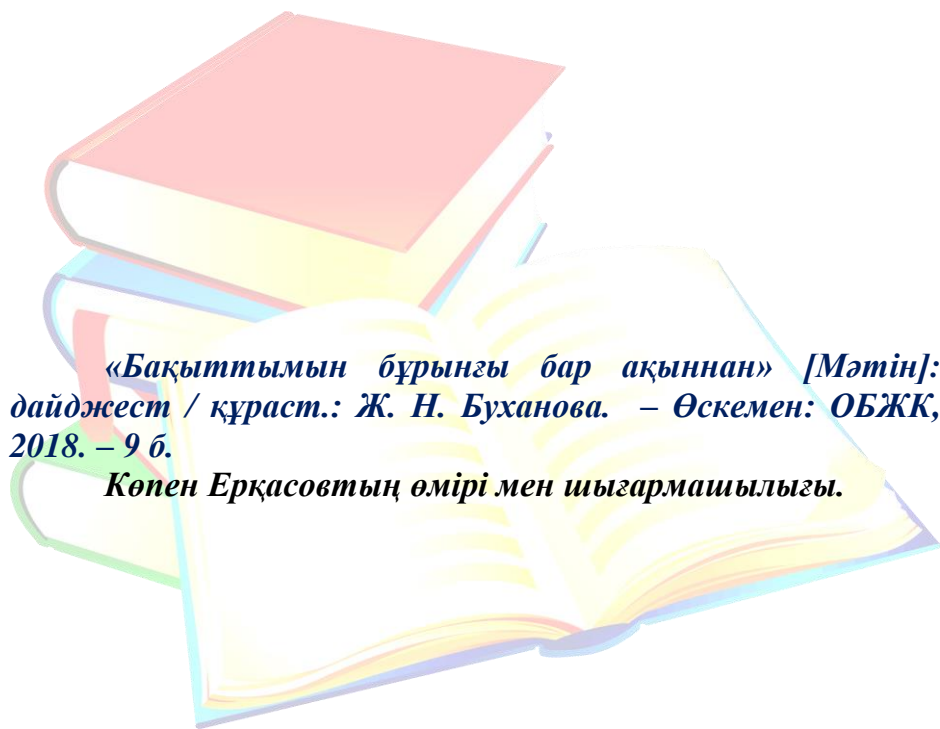 «Бақыттымын бұрынғы бар ақыннан» [Мәтін]:
дайджест / құраст.: Ж. Н. Буханова. – Өскемен: ОБЖК,
2018. – 9 б.
Көпен Ерқасовтың өмірі мен шығармашылығы.